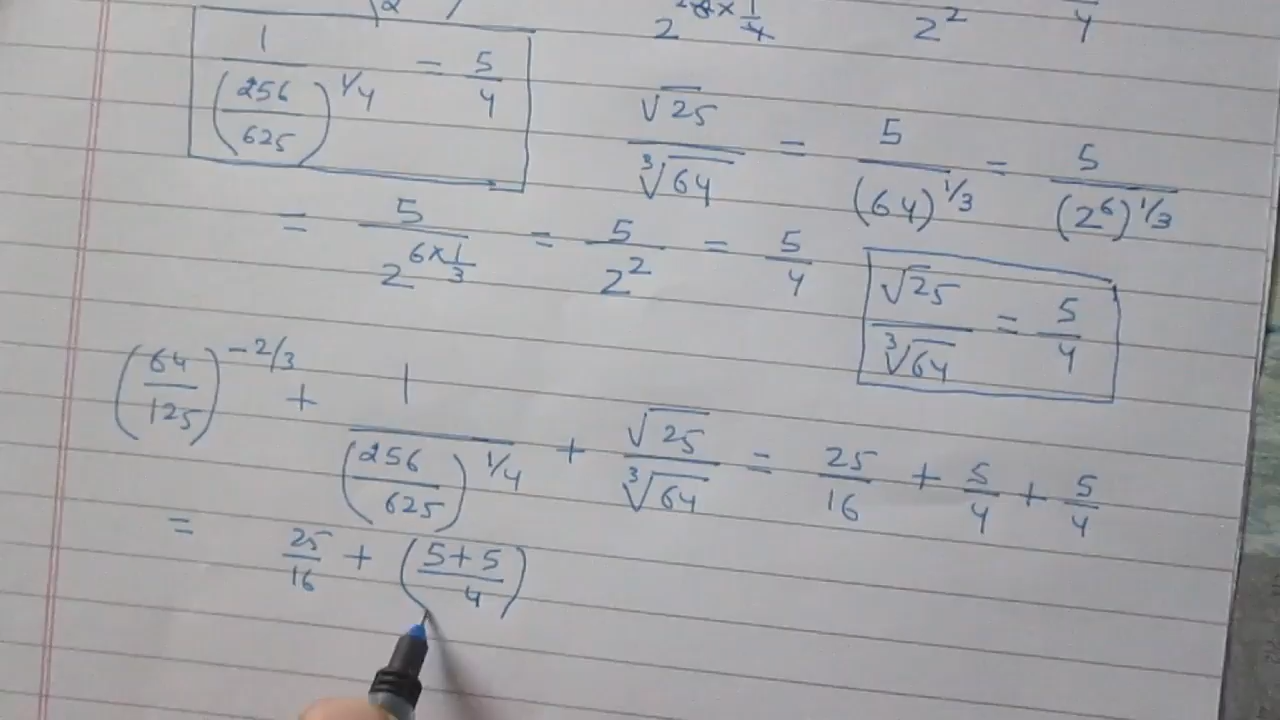 2^{8×1/4} 2^2 4
1/(256/625)^{1/4} = 5/4
√25/∛64 = 5/(64)^{1/3} = 5/(2^6)^{1/3}
= 5/2^{6×1/3} = 5/2^2 = 5/4
√25/∛64 = 5/4
(64/125)^{-2/3} + 1/(256/625)^{1/4} + √25/∛64 = 25/16 + 5/4 + 5/4
= 25/16 + ((5+5)/4)